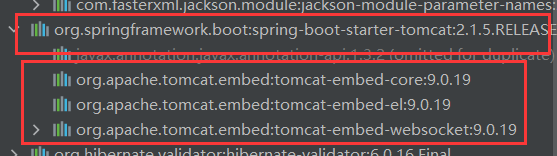 com.fasterxml.jackson.module:jackson-module-parameter-names:
org.springframework.boot:spring-boot-starter-tomcat:2.1.5.RELEASE
javax.annotation:javax.annotation-api:1.3.2 (omitted for duplicate)
org.apache.tomcat.embed:tomcat-embed-core:9.0.19
org.apache.tomcat.embed:tomcat-embed-el:9.0.19
org.apache.tomcat.embed:tomcat-embed-websocket:9.0.19
org.hibernate.validator:hibernate-validator:6.0.16.Final